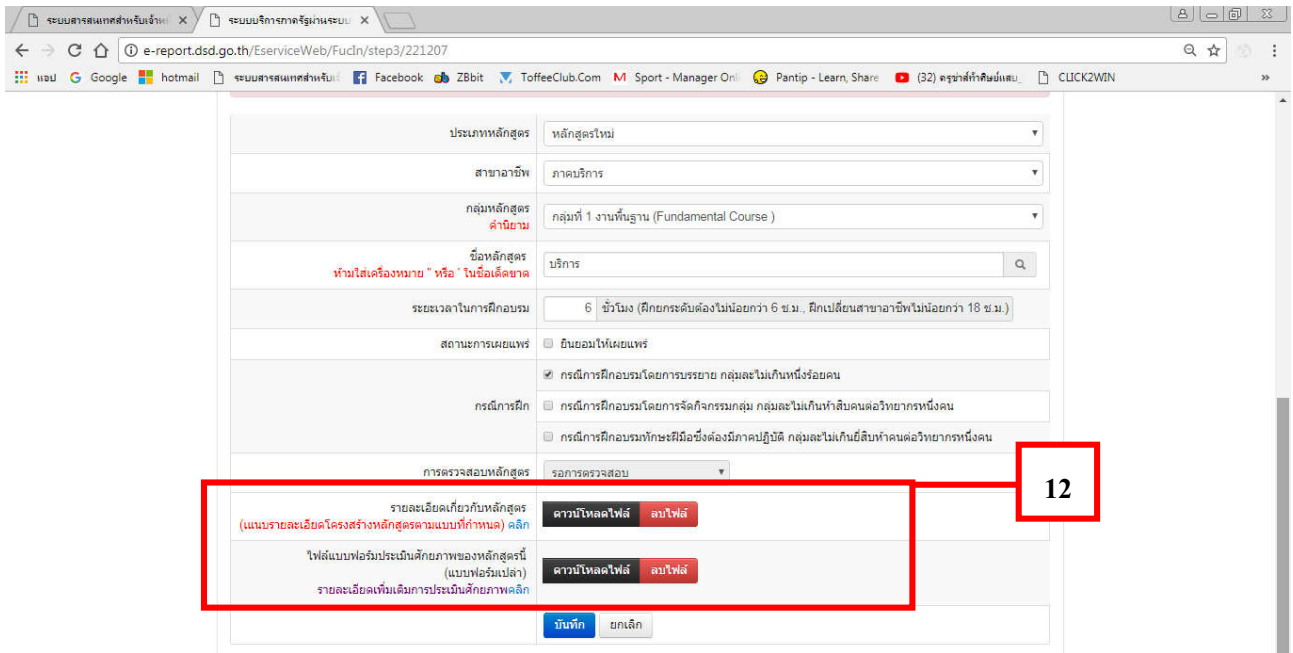 ระบบสารสนเทศสำหรับเจ้าหน้
ระบบบริการภาครัฐผ่านระบบ
e-report.dsd.go.th/EserviceWeb/FucIn/step3/221207
แอป Google hotmail ระบบสารสนเทศสำหรับเจ้ Facebook ZBbit ToffeeClub.Com Sport - Manager Onli Pantip - Learn, Share (32) CLICK2WIN »
ประเภทหลักสูตร หลักสูตรใหม่
สาขาอาชีพ ภาคบริการ
กลุ่มหลักสูตร
คำนิยาม
กลุ่มที่ 1 งานพื้นฐาน (Fundamental Course )
ชื่อหลักสูตร
ห้ามใส่เครื่องหมาย " หรือ ' ในชื่อเด็ดขาด
บริการ
ระยะเวลาในการฝึกอบรม 6 ชั่วโมง (ฝึกยกระดับต้องไม่น้อยกว่า 6 ช.ม., ฝึกเปลี่ยนสาขาอาชีพไม่น้อยกว่า 18 ช.ม.)
สถานะการเผยแพร่ ยินยอมให้เผยแพร่
กรณีการฝึกอบรมโดยการบรรยาย กลุ่มละไม่เกินหนึ่งร้อยคน
กรณีการฝึก กรณีการฝึกอบรมโดยการจัดกิจกรรมกลุ่ม กลุ่มละไม่เกินห้าสิบคนต่อวิทยากรหนึ่งคน
กรณีการฝึกอบรมทักษะฝีมือซึ่งต้องมีภาคปฏิบัติ กลุ่มละไม่เกินยี่สิบห้าคนต่อวิทยากรหนึ่งคน
การตรวจสอบหลักสูตร รอการตรวจสอบ
12
รายละเอียดเกี่ยวกับหลักสูตร
(แนบรายละเอียดโครงสร้างหลักสูตรตามแบบที่กำหนด) คลิก
ดาวน์โหลดไฟล์ ลบไฟล์
ไฟล์แบบฟอร์มประเมินศักยภาพของหลักสูตรนี้
(แบบฟอร์มเปล่า)
รายละเอียดเพิ่มเติมการประเมินศักยภาพคลิก
ดาวน์โหลดไฟล์ ลบไฟล์
บันทึก ยกเลิก